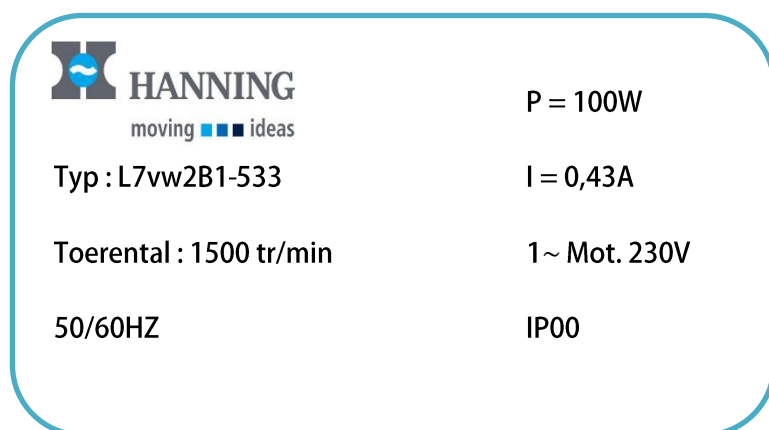 HANNING
moving ideas
P = 100W
Typ : L7vw2B1-533
I = 0,43A
Toerental : 1500 tr/min
1~ Mot. 230V
50/60HZ
IP00